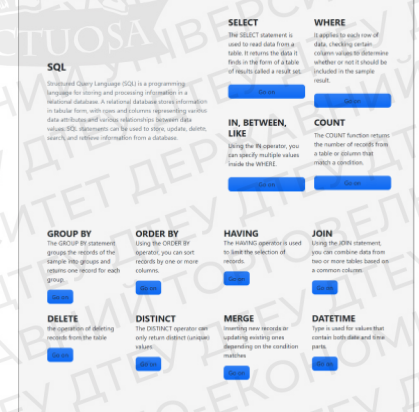 SQL
Structured Query Language (SQL) is a programming
language for storing and processing information in a
relational database. A relational database stores information
in tabular form, with rows and columns representing various
data attributes and various relationships between data
values. SQL statements can be used to store, update, delete,
search, and retrieve information from a database.
SELECT
The SELECT statement is
used to read data from a
table. It returns the data it
finds in the form of a table
of results called a result set.
Go on
WHERE
It applies to each row of
data, checking certain
column values to determine
whether or not it should be
included in the sample
result.
Go on
IN, BETWEEN,
LIKE
Using the IN operator, you
can specify multiple values
inside the WHERE.
Go on
COUNT
The COUNT function returns
the number of records from
a table or column that
match a condition.
Go on
GROUP BY
The GROUP BY statement
groups the records of the
sample into groups and
returns one record for each
group.
Go on
ORDER BY
Using the ORDER BY
operator, you can sort
records by one or more
columns.
Go on
HAVING
The HAVING operator is used
to limit the selection of
records.
Go on
JOIN
Using the JOIN statement,
you can combine data from
two or more tables based on
a common column.
Go on
DELETE
the operation of deleting
records from the table
Go on
DISTINCT
The DISTINCT operator can
only return distinct (unique)
values
Go on
MERGE
Inserting new records or
updating existing ones
depending on the condition
matches
Go on
DATETIME
Type is used for values that
contain both date and time
parts.
Go on